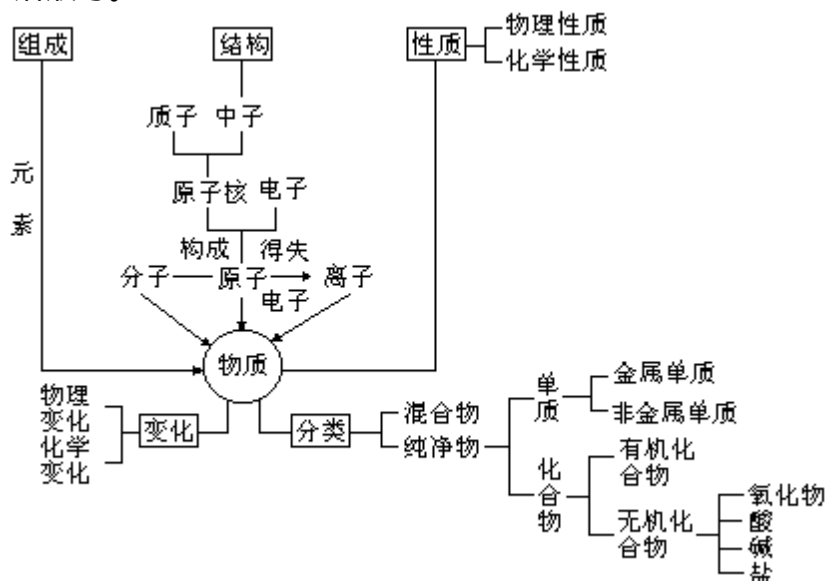 组成
结构
性质
物理性质
化学性质
质子 中子
元
素
原子核 电子
构成 得失
分子 原子 离子
电子
物质
物理
变化
化学
变化
变化
分类
混合物
纯净物
单
质
金属单质
非金属单质
化
合
物
有机化
合物
无机化
合物
氧化物
酸
碱
盐